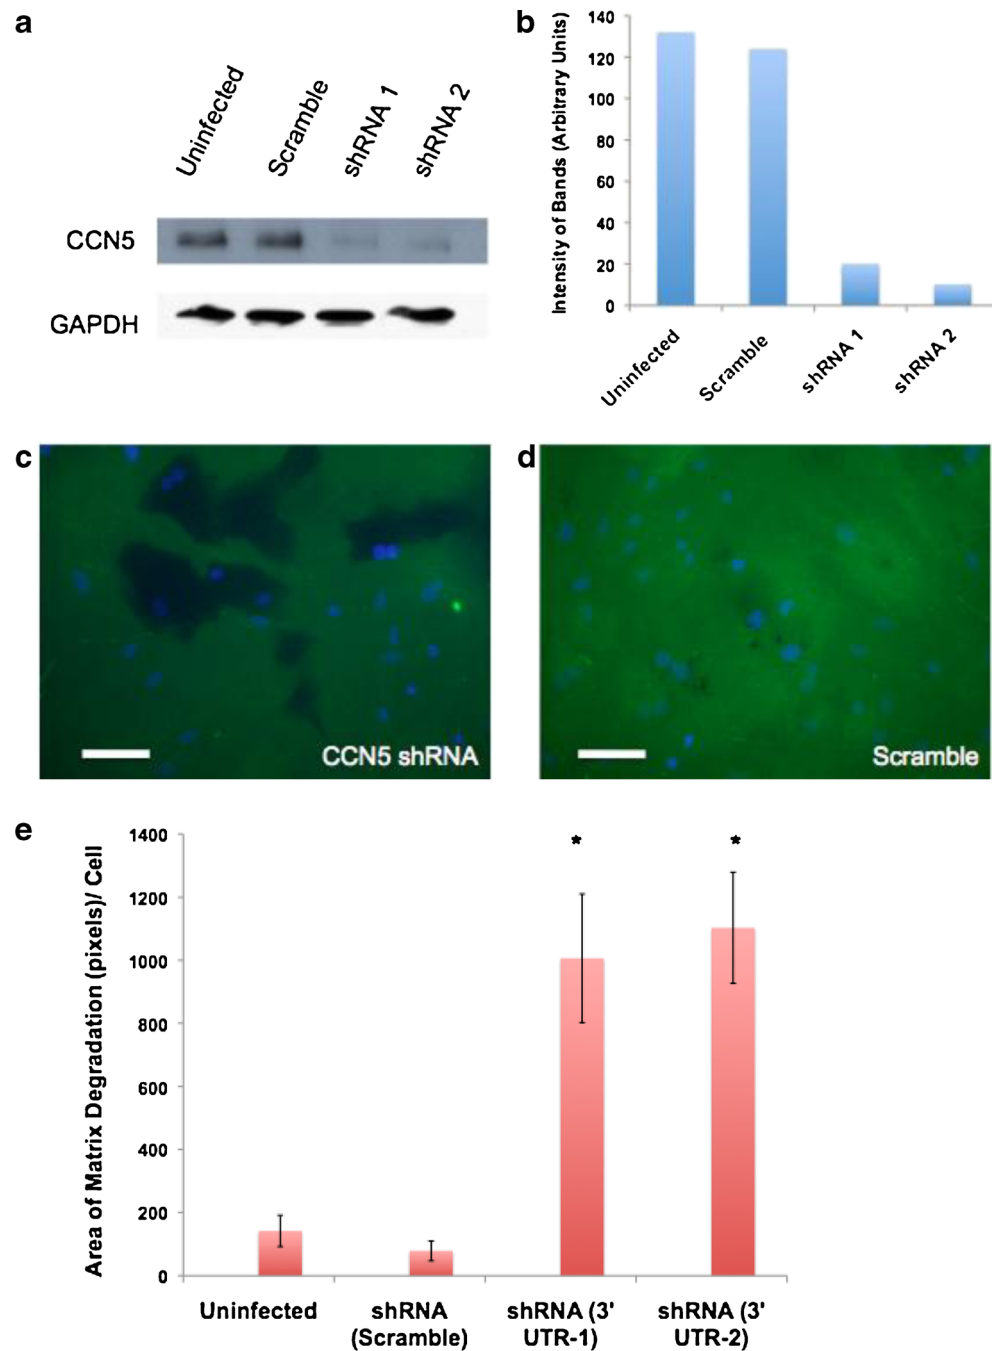 a
Uninfected
Scramble
shRNA 1
shRNA 2
CCN5
GAPDH
b
Intensity of Bands (Arbitrary Units)
140
120
100
80
60
40
20
0
Uninfected
Scramble
shRNA 1
shRNA 2
c
CCN5 shRNA
d
Scramble
e
Area of Matrix Degradation (pixels)/ Cell
1400
1200
1000
800
600
400
200
0
*
*
Uninfected
shRNA
(Scramble)
shRNA (3'
UTR-1)
shRNA (3'
UTR-2)